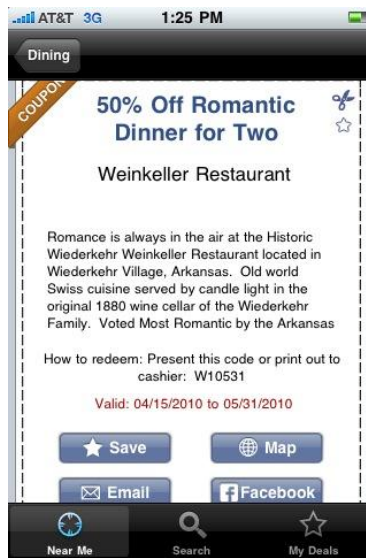 AT&T 3G 1:25 PM
Dining
COUPON
50% Off Romantic
Dinner for Two
Weinkeller Restaurant
Romance is always in the air at the Historic
Wiederkehr Weinkeller Restaurant located in
Wiederkehr Village, Arkansas. Old world
Swiss cuisine served by candle light in the
original 1880 wine cellar of the Wiederkehr
Family. Voted Most Romantic by the Arkansas
How to redeem: Present this code or print out to
cashier: W10531
Valid: 04/15/2010 to 05/31/2010
Save Map
Email Facebook
Near Me Search My Deals